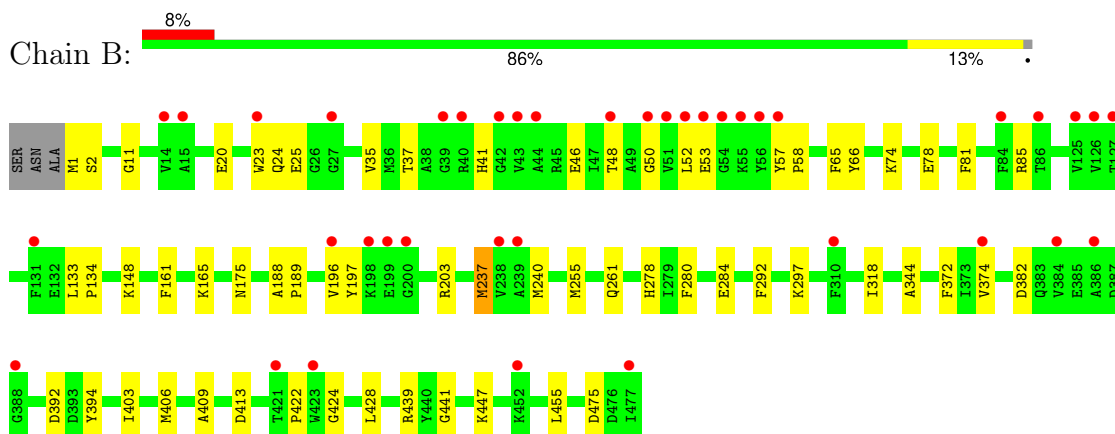 8%
Chain B:
86% 13% •
SER ASN ALA M1 S2 G11 V14 A15 E20 W23 Q24 E25 G26 G27 V35 M36 T37 A38 G39 R40 H41 G42 V43 A44 R45 E46 I47 T48 A49 G50 V51 L52 E53 G54 K55 Y56 Y57 P58 F65 Y66 K74 E78 F81 F84 R85 T86 V125 V126 T127
F131 E132 L133 P134 K148 F161 K165 N175 A188 P189 V196 Y197 K198 E199 G200 R203 M237 V238 A239 M240 M255 Q261 H278 I279 F280 E284 F292 K297 F310 I318 A344 F372 I373 V374 D382 Q383 V384 E385 A386 D387
G388 D392 D393 Y394 I403 M406 A409 D413 T421 P422 W423 G424 L428 R439 Y440 G441 K447 K452 L455 D475 D476 I477